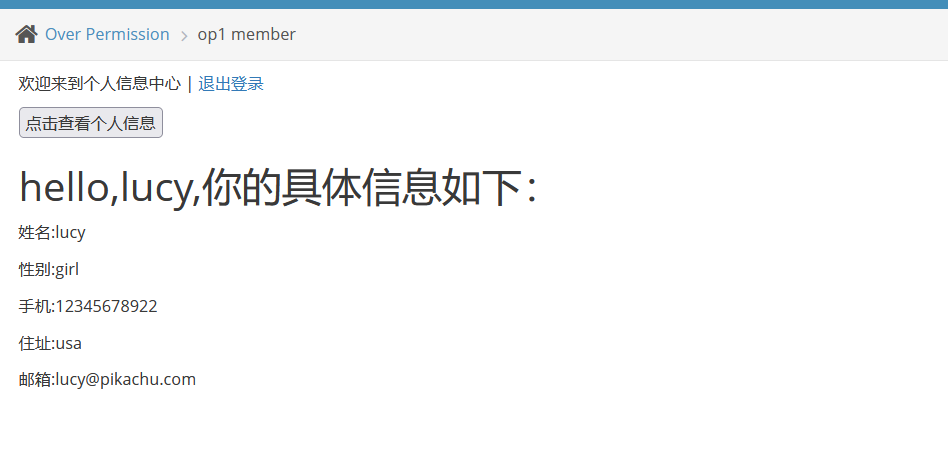 Over Permission > op1 member
欢迎来到个人信息中心 | 退出登录
点击查看个人信息
hello,lucy,你的具体信息如下：
姓名:lucy
性别:girl
手机:12345678922
住址:usa
邮箱:lucy@pikachu.com